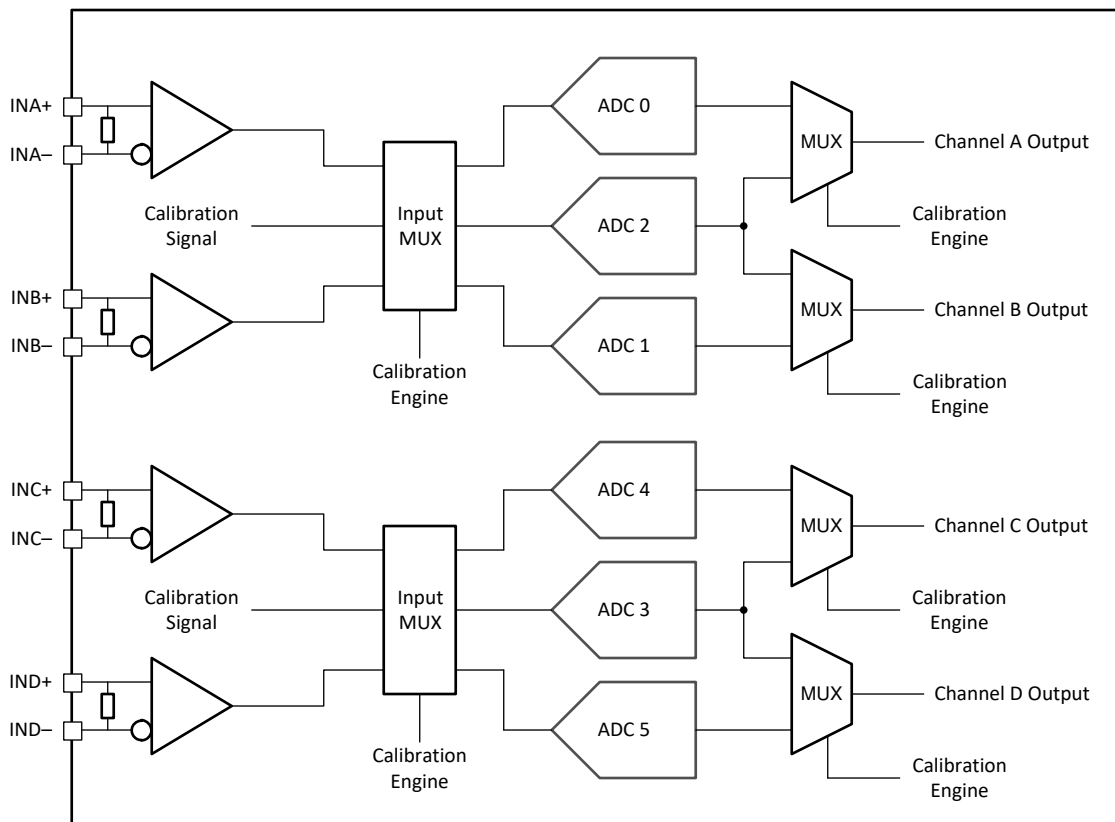 INA+
INA–
Calibration
Signal
INB+
INB–
Input
MUX
Calibration
Engine
ADC 0
ADC 2
ADC 1
MUX
Channel A Output
Calibration
Engine
MUX
Channel B Output
Calibration
Engine
INC+
INC–
Calibration
Signal
IND+
IND–
Input
MUX
Calibration
Engine
ADC 4
ADC 3
ADC 5
MUX
Channel C Output
Calibration
Engine
MUX
Channel D Output
Calibration
Engine